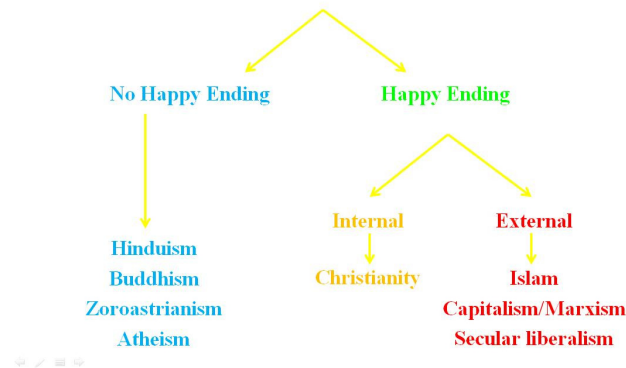 No Happy Ending
Happy Ending
Internal
External
Hinduism
Buddhism
Zoroastrianism
Atheism
Christianity
Islam
Capitalism/Marxism
Secular liberalism